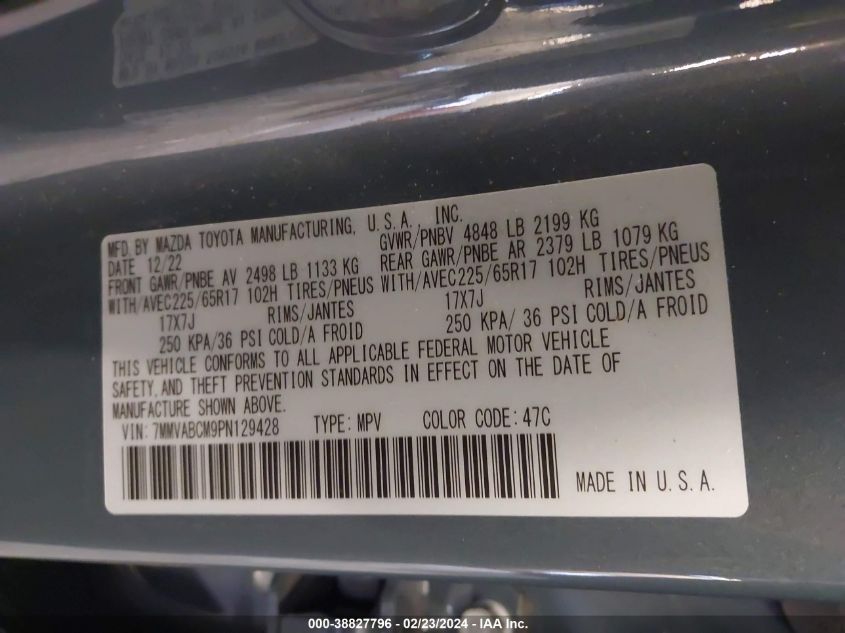 MFD BY MAZDA TOYOTA MANUFACTURING, U.S.A. INC.
DATE 12/22 GVWR/PNBV 4848 LB 2199 KG
FRONT GAWR/PNBE AV 2498 LB 1133 KG REAR GAWR/PNBE AR 2379 LB 1079 KG
WITH/AVEC225/65R17 102H TIRES/PNEUS WITH/AVEC225/65R17 102H TIRES/PNEUS
17X7J RIMS/JANTES 17X7J RIMS/JANTES
250 KPA/36 PSI COLD/A FROID 250 KPA/ 36 PSI COLD/A FROID
THIS VEHICLE CONFORMS TO ALL APPLICABLE FEDERAL MOTOR VEHICLE
SAFETY, AND THEFT PREVENTION STANDARDS IN EFFECT ON THE DATE OF
MANUFACTURE SHOWN ABOVE.
VIN: 7MMVABCM9PN129428 TYPE: MPV COLOR CODE: 47C
MADE IN U.S.A.
000-38827796 - 02/23/2024 - IAA Inc.